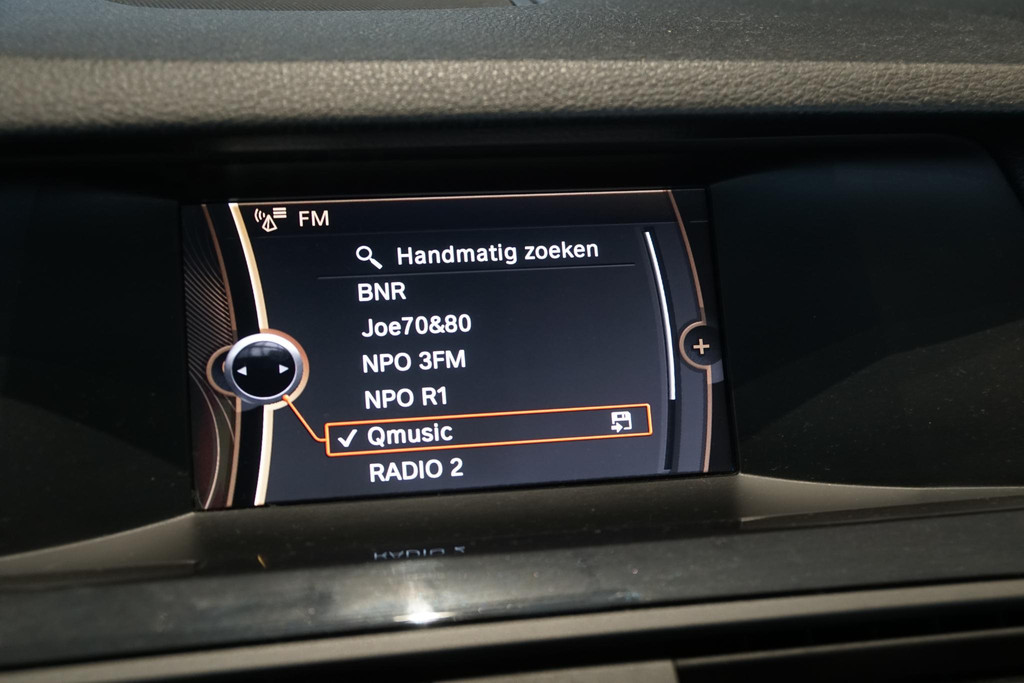 FM
Handmatig zoeken
BNR
Joe70&80
NPO 3FM
NPO R1
Qmusic
RADIO 2